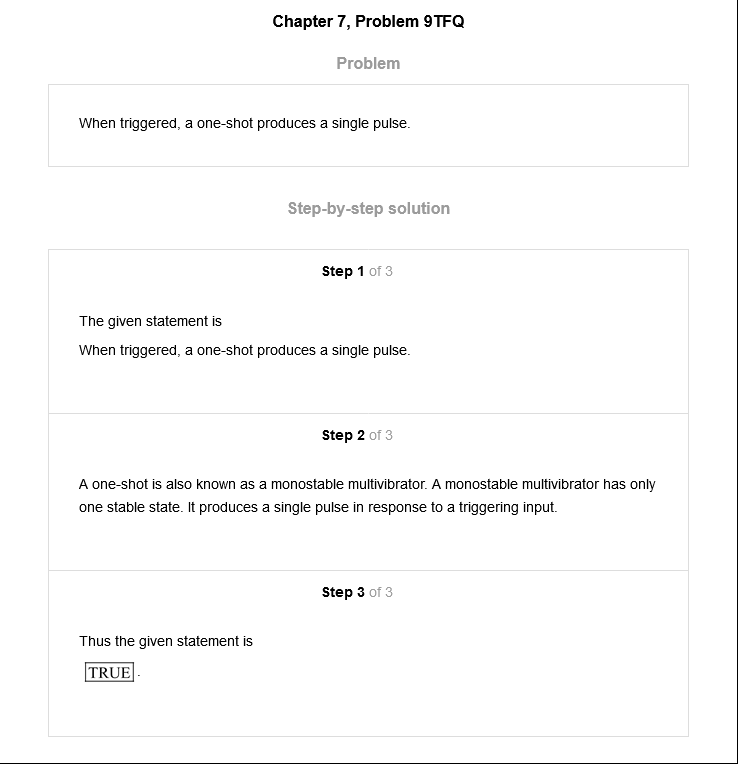 Chapter 7, Problem 9TFQ
Problem
When triggered, a one-shot produces a single pulse.
Step-by-step solution
Step 1 of 3
The given statement is
When triggered, a one-shot produces a single pulse.
Step 2 of 3
A one-shot is also known as a monostable multivibrator. A monostable multivibrator has only
one stable state. It produces a single pulse in response to a triggering input.
Step 3 of 3
Thus the given statement is
TRUE.